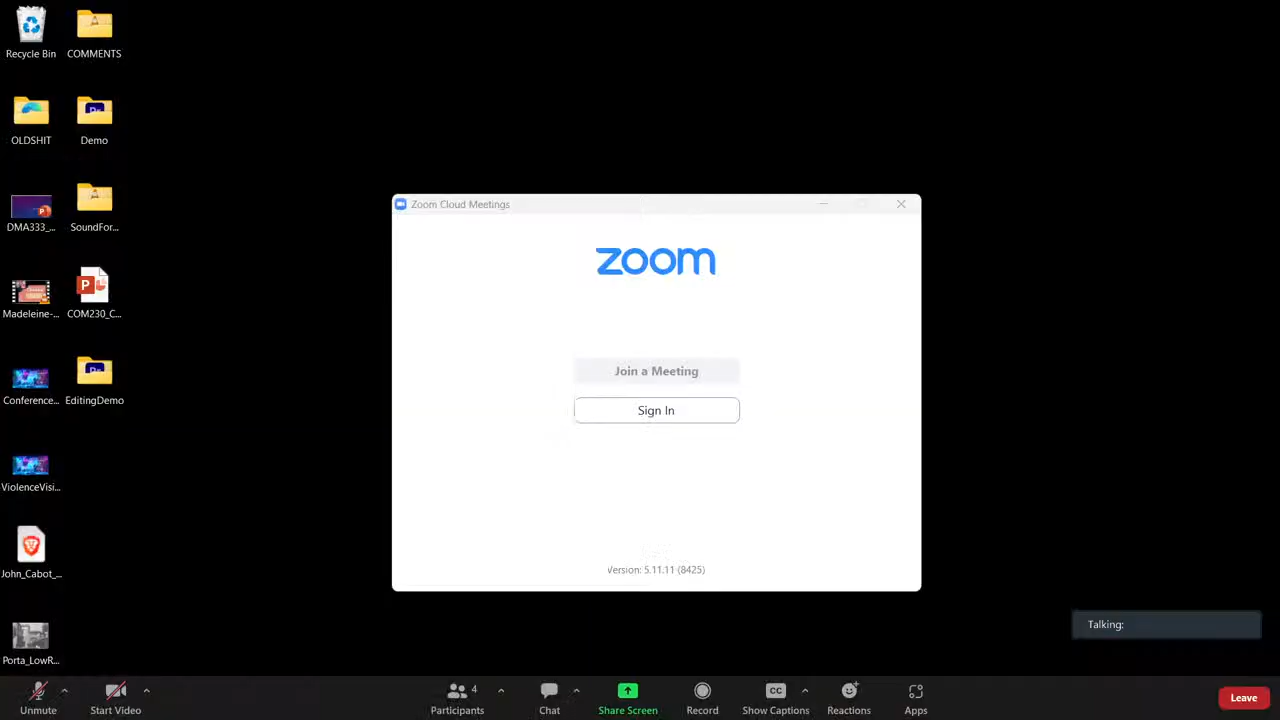 Recycle Bin
COMMENTS
OLDSHIT
Demo
DMA333_...
SoundFor...
Madeleine-...
COM230_C...
Conference...
EditingDemo
ViolenceVisi...
John_Cabot_...
Porta_LowR...
Zoom Cloud Meetings
zoom
Join a Meeting
Sign In
Version: 5.11.11 (8425)
Talking:
Unmute
Start Video
Participants
4
Chat
Share Screen
Record
CC
Show Captions
Reactions
Apps
Leave